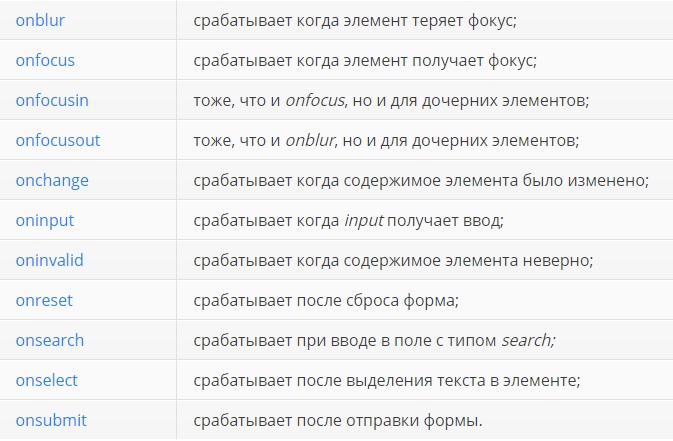 onblur срабатывает когда элемент теряет фокус;
onfocus срабатывает когда элемент получает фокус;
onfocusin тоже, что и onfocus, но и для дочерних элементов;
onfocusout тоже, что и onblur, но и для дочерних элементов;
onchange срабатывает когда содержимое элемента было изменено;
oninput срабатывает когда input получает ввод;
oninvalid срабатывает когда содержимое элемента неверно;
onreset срабатывает после сброса форма;
onsearch срабатывает при вводе в поле с типом search;
onselect срабатывает после выделения текста в элементе;
onsubmit срабатывает после отправки формы.